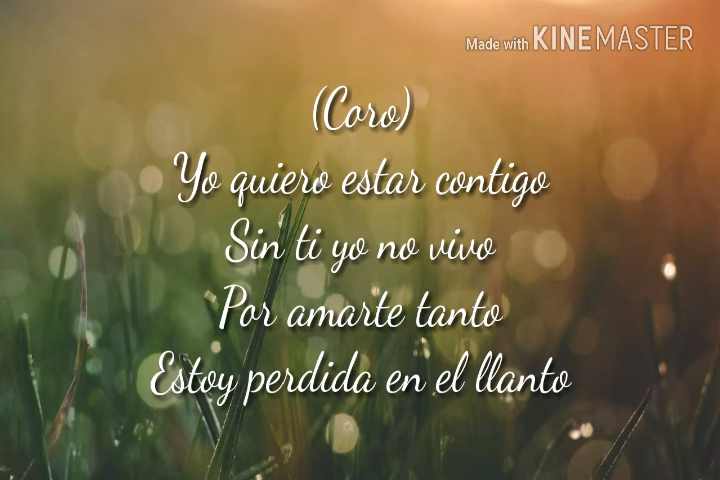 Made with KINEMASTER
(Coro)
Yo quiero estar contigo
Sin ti yo no vivo
Por amarte tanto
Estoy perdida en el llanto